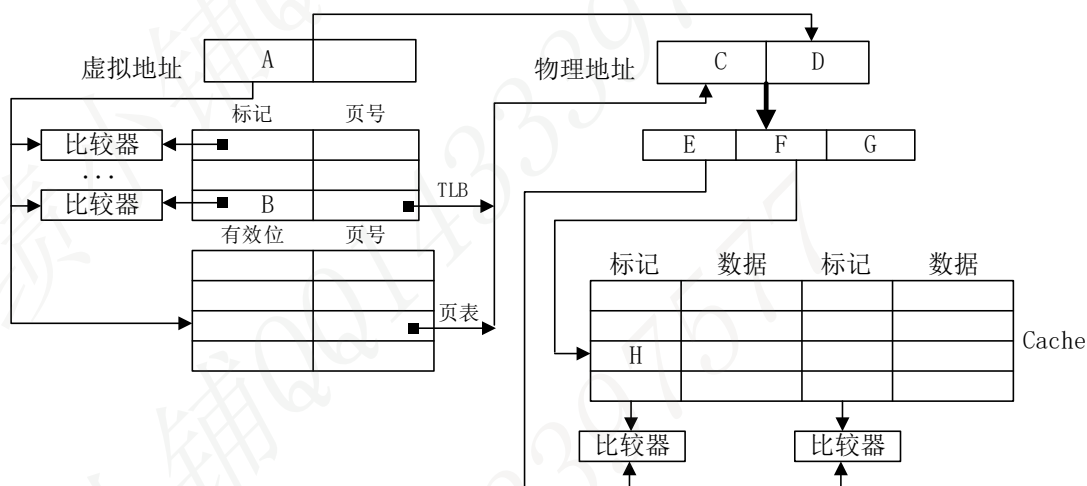 虚拟地址
A
物理地址
C
D
标记
页号
比较器
...
比较器
B
TLB
E
F
G
有效位
页号
页表
标记
数据
标记
数据
H
Cache
比较器
比较器